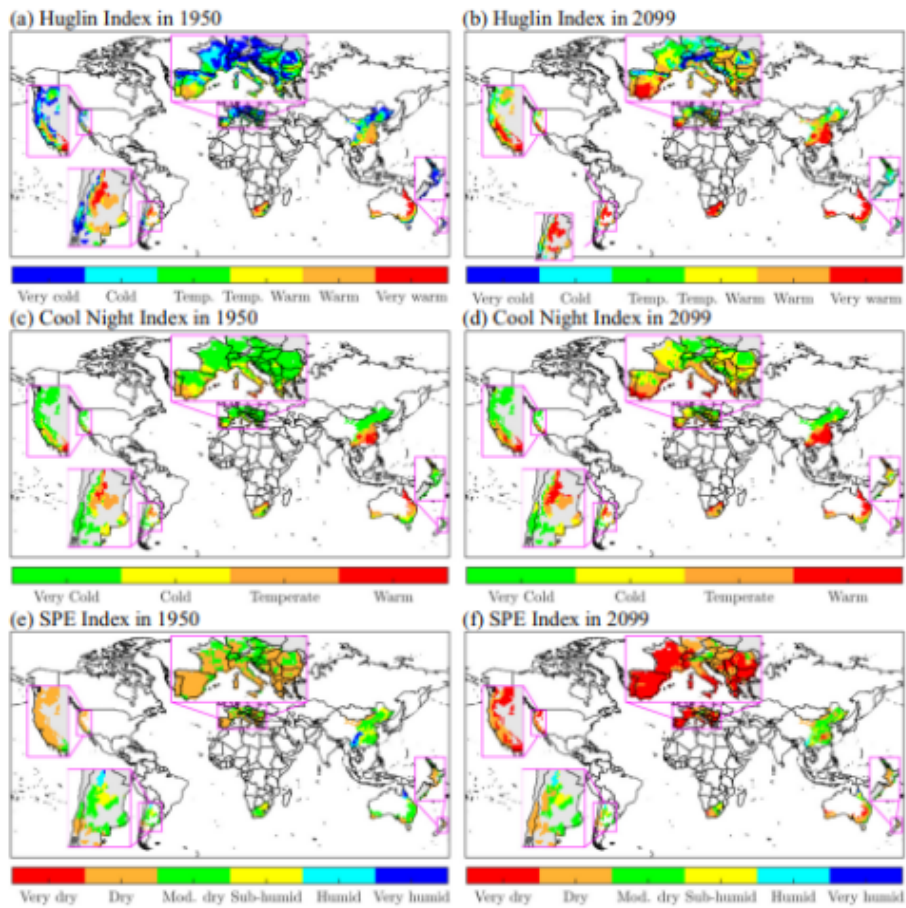 (a) Huglin Index in 1950
(b) Huglin Index in 2099
Very cold Cold Temp. Temp. Warm Warm Very warm
Very cold Cold Temp. Temp. Warm Warm Very warm
(c) Cool Night Index in 1950
(d) Cool Night Index in 2099
Very Cold Cold Temperate Warm
Very Cold Cold Temperate Warm
(e) SPE Index in 1950
(f) SPE Index in 2099
Very dry Dry Mod. dry Sub-humid Humid Very humid
Very dry Dry Mod. dry Sub-humid Humid Very humid